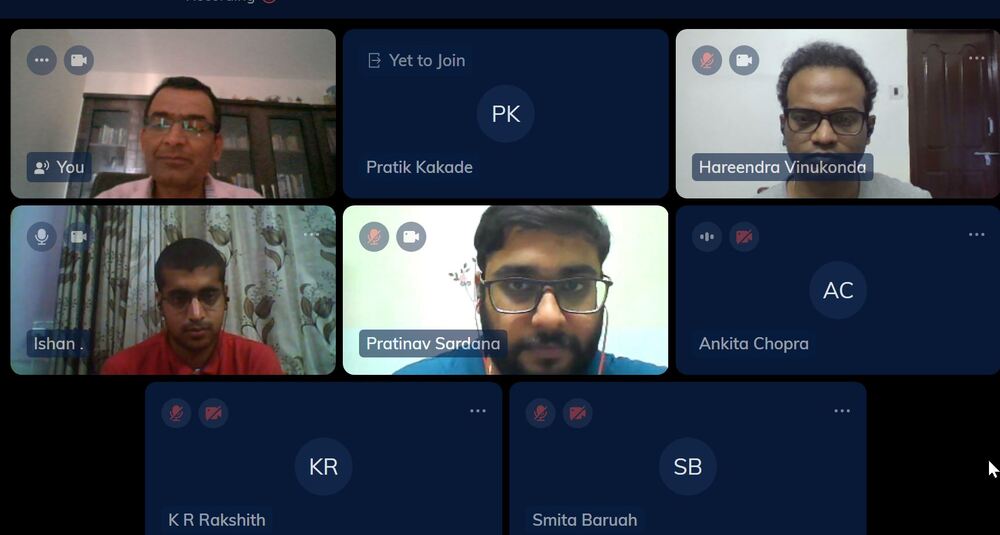 Recording
Yet to Join
PK
You
Pratik Kakade
Hareendra Vinukonda
AC
Ishan .
Pratinav Sardana
Ankita Chopra
KR
SB
K R Rakshith
Smita Baruah